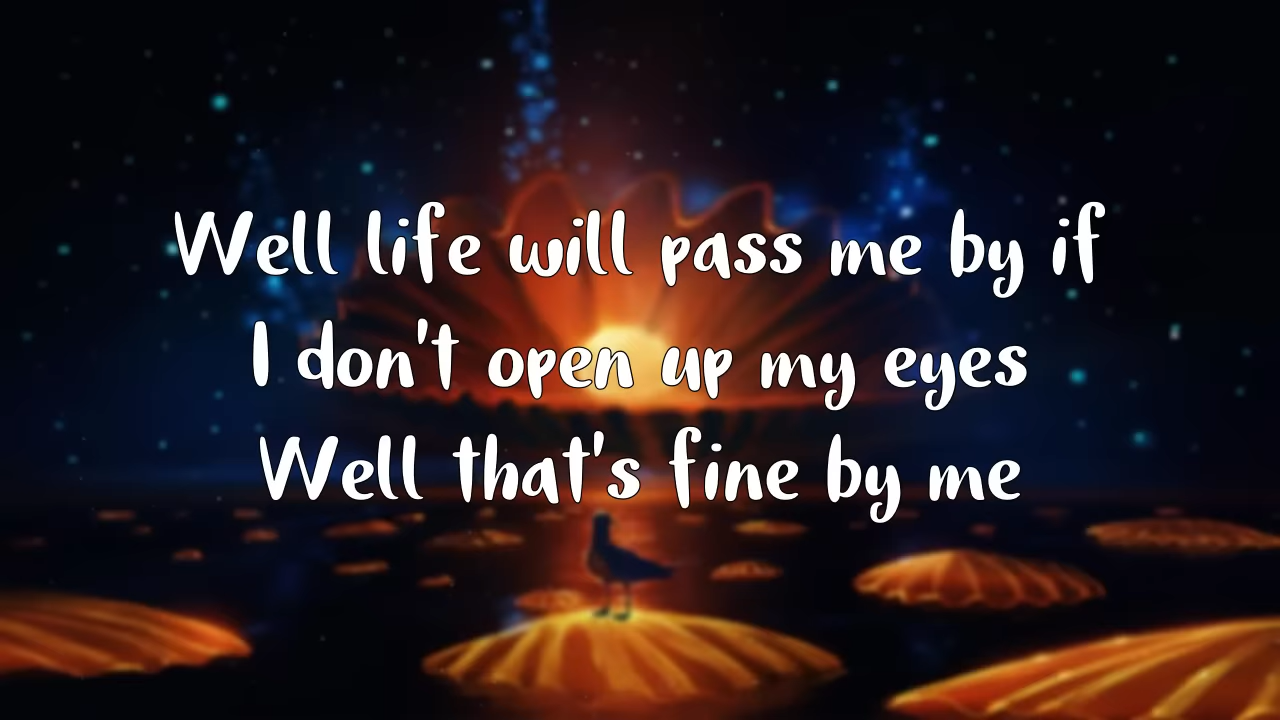 Well life will pass me by if
I don't open up my eyes
Well that's fine by me